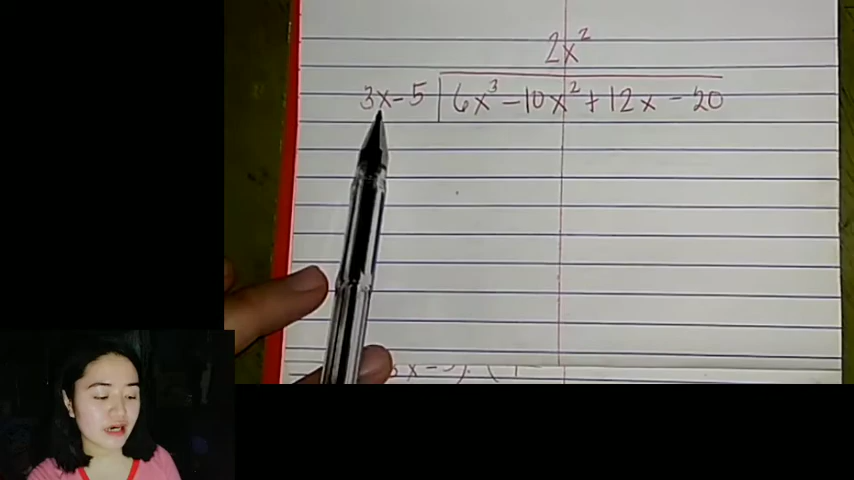 2x²
3x - 5 6x³ - 10x² + 12x - 20